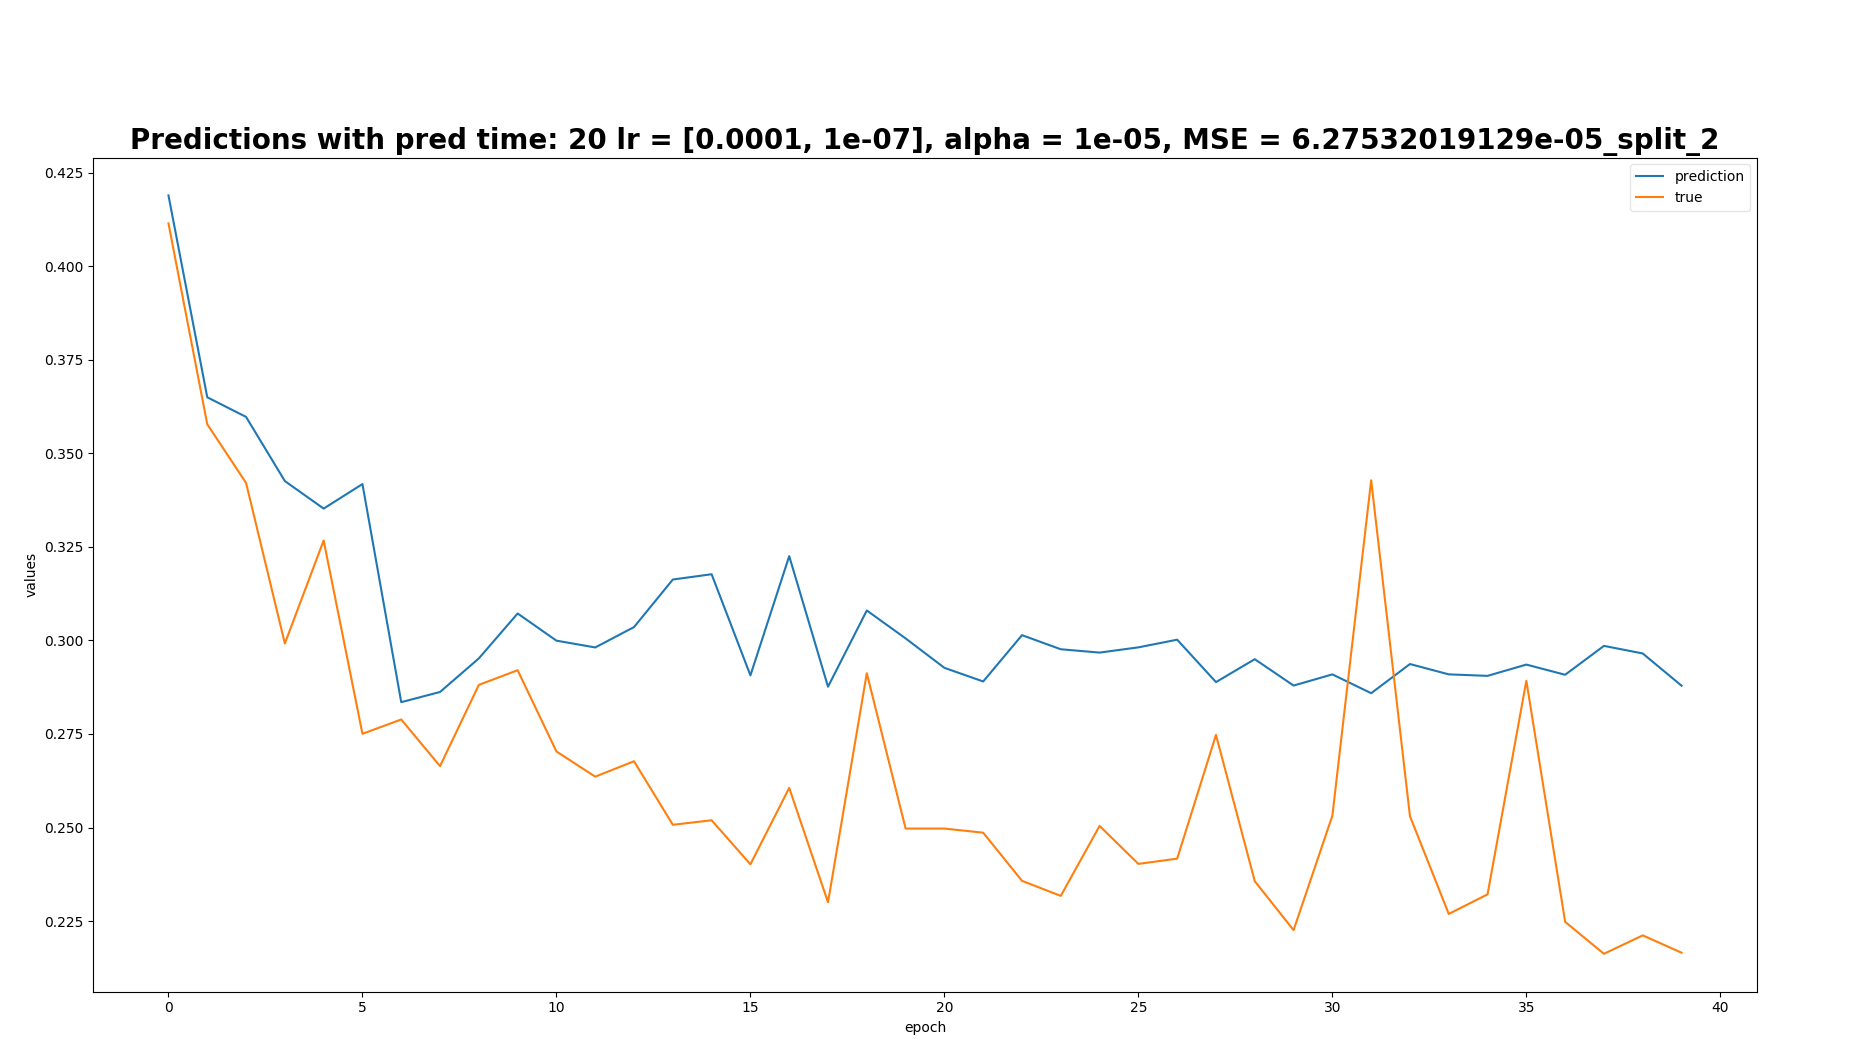 Predictions with pred time: 20 lr = [0.0001, 1e-07], alpha = 1e-05, MSE = 6.27532019129e-05_split_2
prediction
true
0.425
0.400
0.375
0.350
0.325
0.300
0.275
0.250
0.225
values
0 5 10 15 20 25 30 35 40
epoch